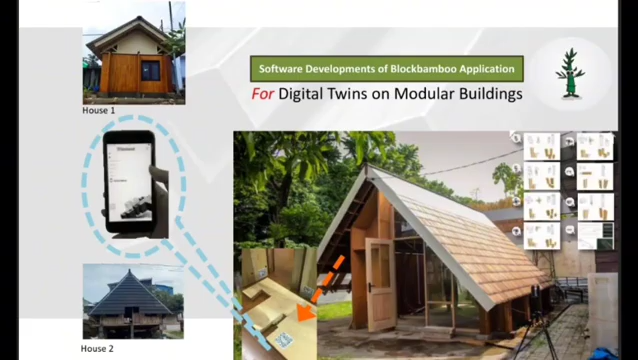 House 1
Software Developments of Blockbamboo Application
For Digital Twins on Modular Buildings
House 2